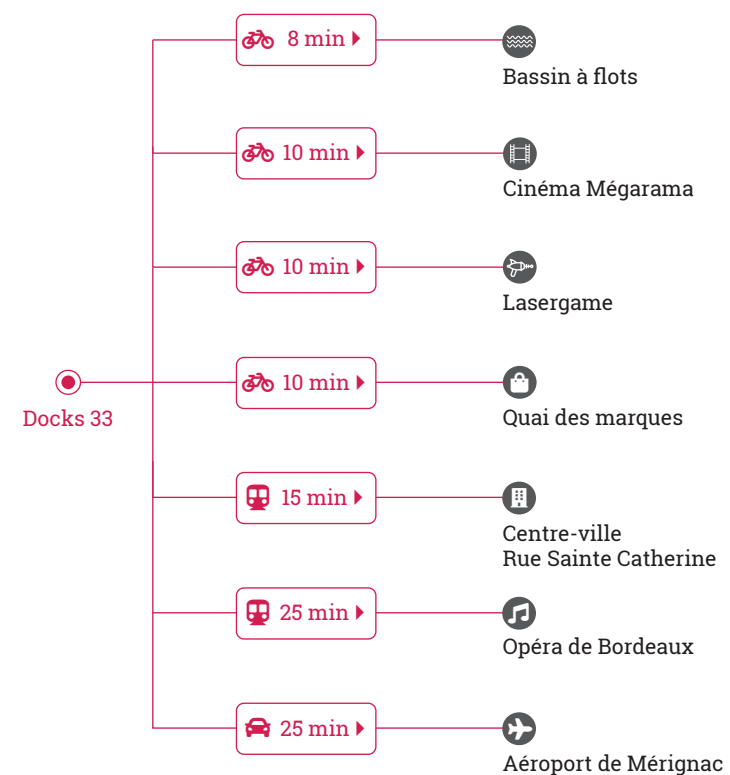 8 min
Bassin à flots
10 min
Cinéma Mégarama
10 min
Lasergame
10 min
Quai des marques
Docks 33
15 min
Centre-ville
Rue Sainte Catherine
25 min
Opéra de Bordeaux
25 min
Aéroport de Mérignac